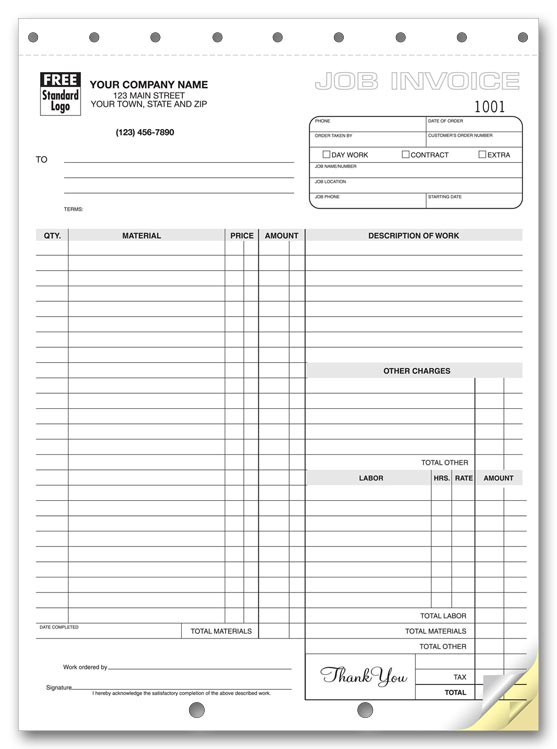 FREE
Standard
Logo
YOUR COMPANY NAME
123 MAIN STREET
YOUR TOWN, STATE AND ZIP
(123) 456-7890
JOB INVOICE
1001
PHONE DATE OF ORDER
ORDER TAKEN BY CUSTOMER'S ORDER NUMBER
DAY WORK CONTRACT EXTRA
JOB NAME/NUMBER
JOB LOCATION
JOB PHONE STARTING DATE
TO
TERMS:
QTY. MATERIAL PRICE AMOUNT DESCRIPTION OF WORK
OTHER CHARGES
TOTAL OTHER
LABOR HRS. RATE AMOUNT
TOTAL LABOR
DATE COMPLETED TOTAL MATERIALS TOTAL MATERIALS
TOTAL OTHER
Work ordered by
Signature
I hereby acknowledge the satisfactory completion of the above described work.
Thank You
TAX
TOTAL